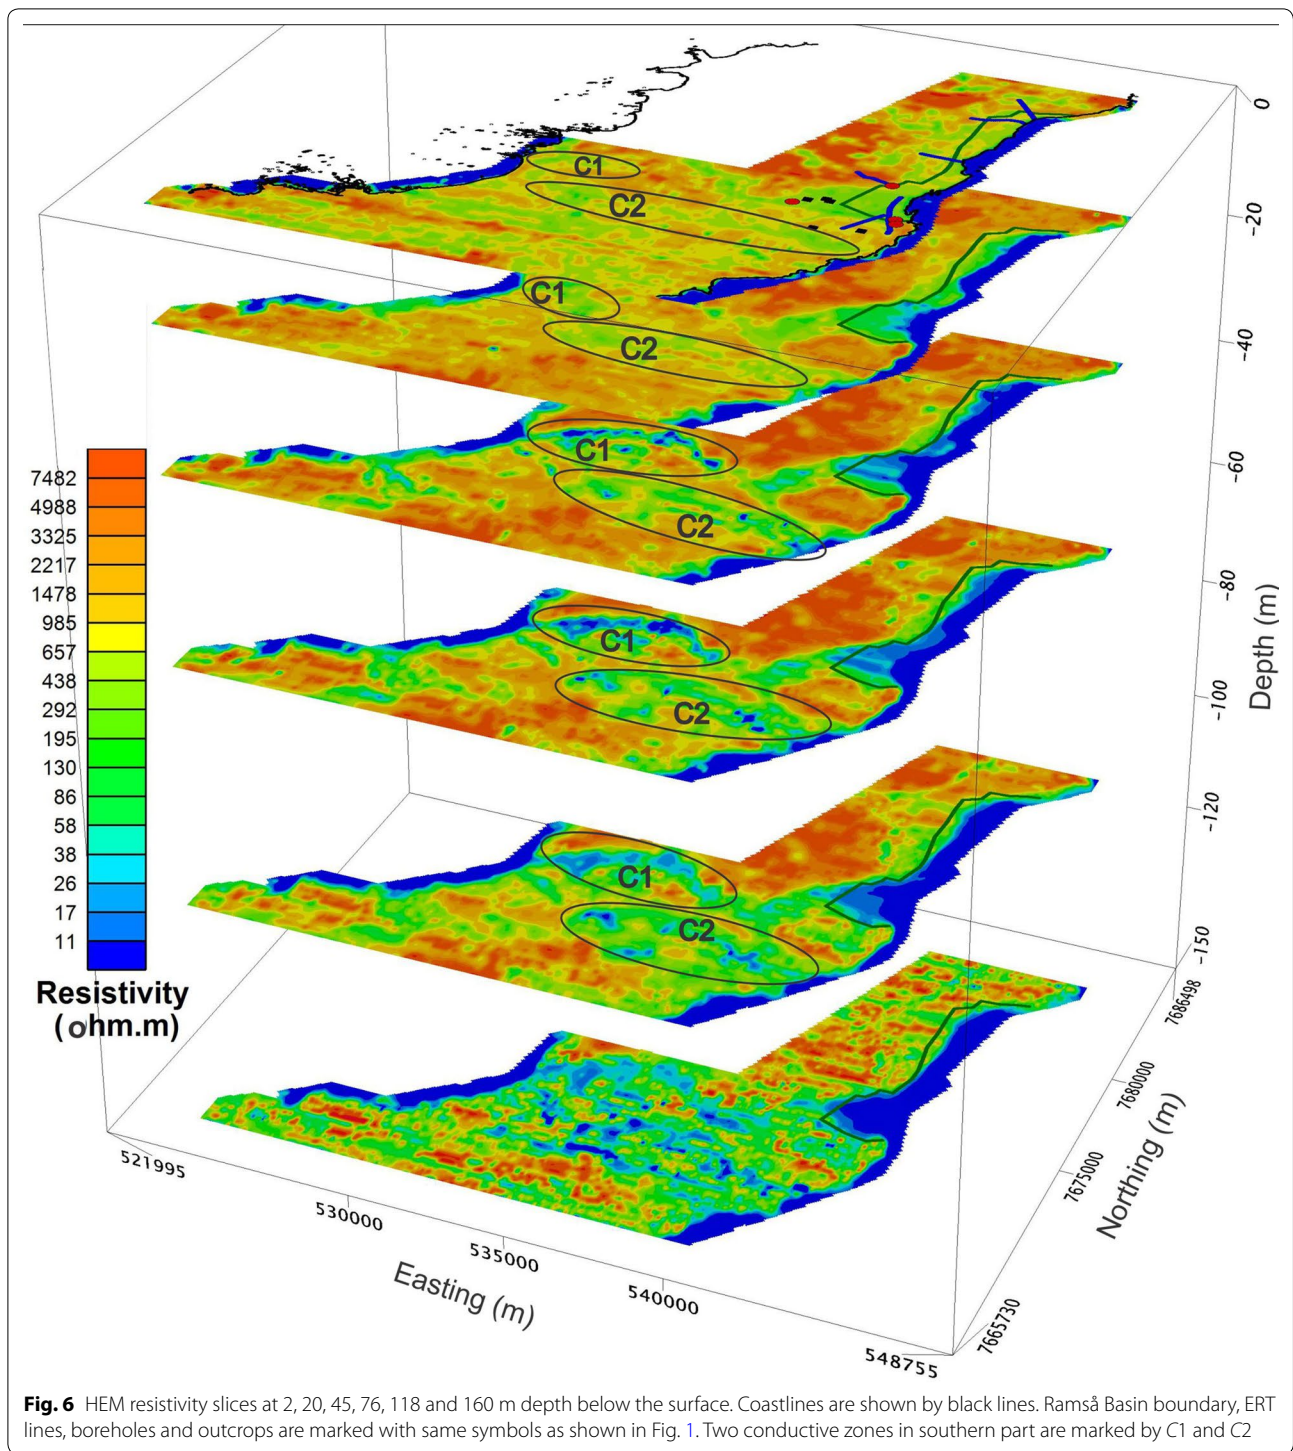 C1
C2
C1
C2
C1
C2
C1
C2
C1
C2
0
−20
−40
−60
−80
−100
−120
−150
Depth (m)
7482
4988
3325
2217
1478
985
657
438
292
195
130
86
58
38
26
17
11
Resistivity
(ohm.m)
521995
530000
535000
540000
548755
Easting (m)
7686498
7680000
7675000
7665730
Northing (m)
Fig. 6 HEM resistivity slices at 2, 20, 45, 76, 118 and 160 m depth below the surface. Coastlines are shown by black lines. Ramså Basin boundary, ERT
lines, boreholes and outcrops are marked with same symbols as shown in Fig. 1. Two conductive zones in southern part are marked by C1 and C2